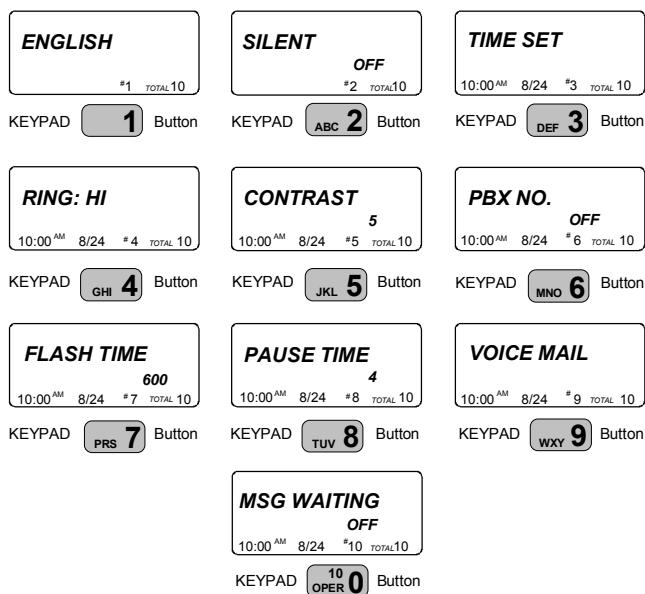 ENGLISH
#1 TOTAL 10
KEYPAD 1 Button
SILENT
OFF
#2 TOTAL 10
KEYPAD ABC 2 Button
TIME SET
10:00 AM 8/24 #3 TOTAL 10
KEYPAD DEF 3 Button
RING: HI
10:00 AM 8/24 #4 TOTAL 10
KEYPAD GHI 4 Button
CONTRAST
5
10:00 AM 8/24 #5 TOTAL 10
KEYPAD JKL 5 Button
PBX NO.
OFF
10:00 AM 8/24 #6 TOTAL 10
KEYPAD MNO 6 Button
FLASH TIME
600
10:00 AM 8/24 #7 TOTAL 10
KEYPAD PRS 7 Button
PAUSE TIME
4
10:00 AM 8/24 #8 TOTAL 10
KEYPAD TUV 8 Button
VOICE MAIL
10:00 AM 8/24 #9 TOTAL 10
KEYPAD WXY 9 Button
MSG WAITING
OFF
10:00 AM 8/24 #10 TOTAL 10
KEYPAD 10 OPER 0 Button